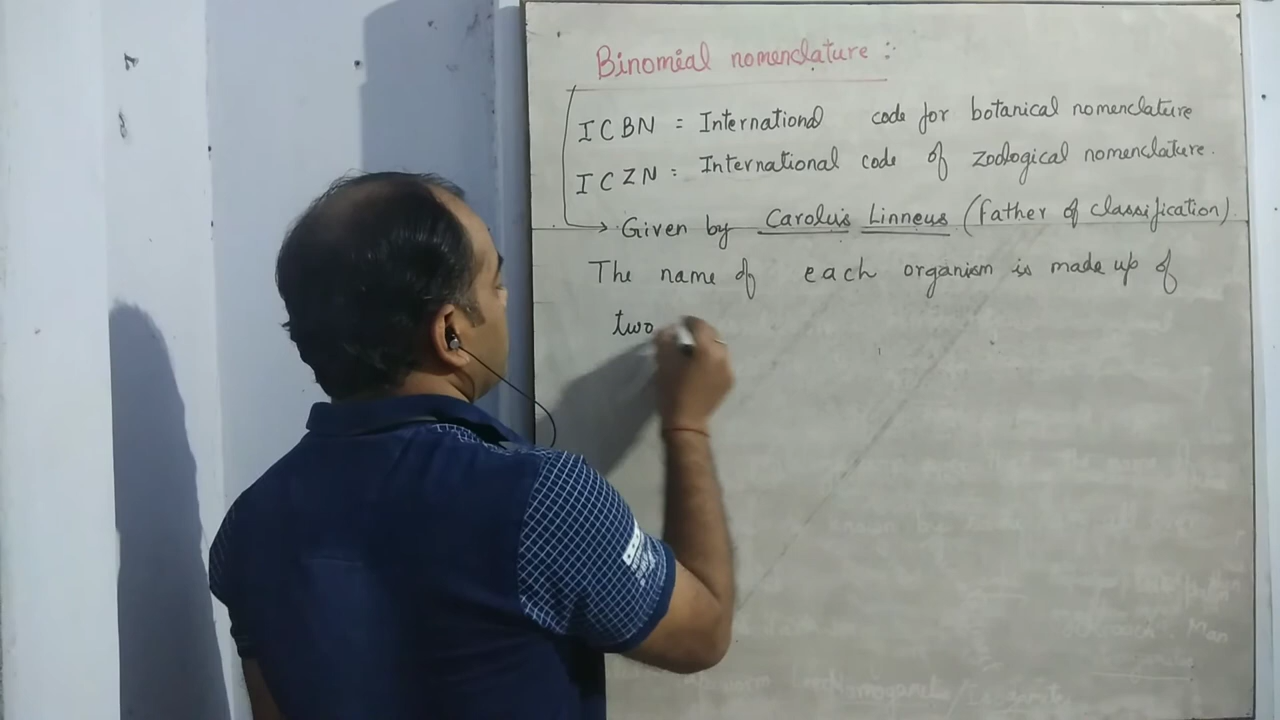 Binomial nomenclature :-
ICBN = International code for botanical nomenclature
ICZN = International code of zoological nomenclature.
→ Given by Carolus Linneus (Father of classification).
The name of each organism is made up of
two